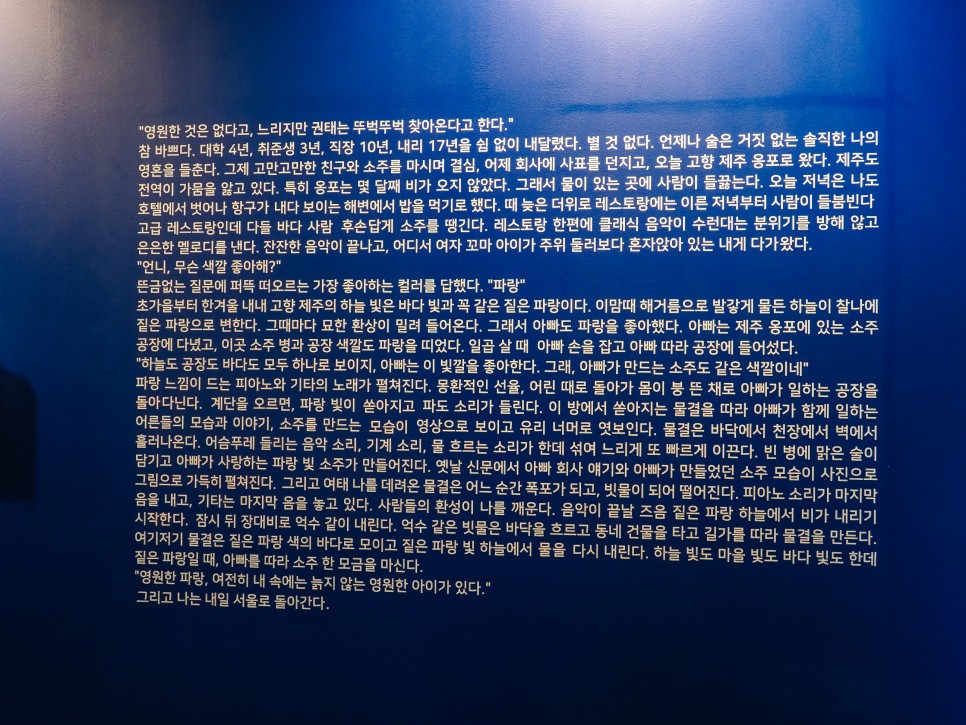 "영원한 것은 없다고, 느리지만 권태는 뚜벅뚜벅 찾아온다고 한다."
참 바쁘다. 대학 4년, 취준생 3년, 직장 10년, 내리 17년을 쉼 없이 내달렸다. 별 것 없다. 언제나 술은 거짓 없는 솔직한 나의
영혼을 들춘다. 그제 고만고만한 친구와 소주를 마시며 결심, 어제 회사에 사표를 던지고, 오늘 고향 제주 옹포로 왔다. 제주도
전역이 가뭄을 앓고 있다. 특히 옹포는 몇 달째 비가 오지 않았다. 그래서 물이 있는 곳에 사람이 들끓는다. 오늘 저녁은 나도
호텔에서 벗어나 항구가 내다 보이는 해변에서 밥을 먹기로 했다. 때 늦은 더위로 레스토랑에는 이른 저녁부터 사람이 들붐빈다
고급 레스토랑인데 다들 바다 사람 후손답게 소주를 땡긴다. 레스토랑 한편에 클래식 음악이 수런대는 분위기를 방해 않고
은은한 멜로디를 낸다. 잔잔한 음악이 끝나고, 어디서 여자 꼬마 아이가 주위 둘러보다 혼자앉아 있는 내게 다가왔다.
"언니, 무슨 색깔 좋아해?"
뜬금없는 질문에 퍼뜩 떠오르는 가장 좋아하는 컬러를 답했다. "파랑"
초가을부터 한겨울 내내 고향 제주의 하늘 빛은 바다 빛과 꼭 같은 짙은 파랑이다. 이맘때 해거름으로 발갛게 물든 하늘이 찰나에
짙은 파랑으로 변한다. 그때마다 묘한 환상이 밀려 들어온다. 그래서 아빠도 파랑을 좋아했다. 아빠는 제주 옹포에 있는 소주
공장에 다녔고, 이곳 소주 병과 공장 색깔도 파랑을 띠었다. 일곱 살 때 아빠 손을 잡고 아빠 따라 공장에 들어섰다.
"하늘도 공장도 바다도 모두 하나로 보이지, 아빠는 이 빛깔을 좋아한다. 그래, 아빠가 만드는 소주도 같은 색깔이네"
파랑 느낌이 드는 피아노와 기타의 노래가 펼쳐진다. 몽환적인 선율, 어린 때로 돌아가 몸이 붕 뜬 채로 아빠가 일하는 공장을
돌아다닌다. 계단을 오르면, 파랑 빛이 쏟아지고 파도 소리가 들린다. 이 방에서 쏟아지는 물결을 따라 아빠가 함께 일하는
어른들의 모습과 이야기, 소주를 만드는 모습이 영상으로 보이고 유리 너머로 엿보인다. 물결은 바닥에서 천장에서 벽에서
흘러나온다. 어슴푸레 들리는 음악 소리, 기계 소리, 물 흐르는 소리가 한데 섞여 느리게 또 빠르게 이끈다. 빈 병에 맑은 술이
담기고 아빠가 사랑하는 파랑 빛 소주가 만들어진다. 옛날 신문에서 아빠 회사 얘기와 아빠가 만들었던 소주 모습이 사진으로
그림으로 가득히 펼쳐진다. 그리고 여태 나를 데려온 물결은 어느 순간 폭포가 되고, 빗물이 되어 떨어진다. 피아노 소리가 마지막
음을 내고, 기타는 마지막 음을 놓고 있다. 사람들의 환성이 나를 깨운다. 음악이 끝날 즈음 짙은 파랑 하늘에서 비가 내리기
시작한다. 잠시 뒤 장대비로 억수 같이 내린다. 억수 같은 빗물은 바닥을 흐르고 동네 건물을 타고 길가를 따라 물결을 만든다.
여기저기 물결은 짙은 파랑 색의 바다로 모이고 짙은 파랑 빛 하늘에서 물을 다시 내린다. 하늘 빛도 마을 빛도 바다 빛도 한데
짙은 파랑일 때, 아빠를 따라 소주 한 모금을 마신다.
"영원한 파랑, 여전히 내 속에는 늙지 않는 영원한 아이가 있다."
그리고 나는 내일 서울로 돌아간다.